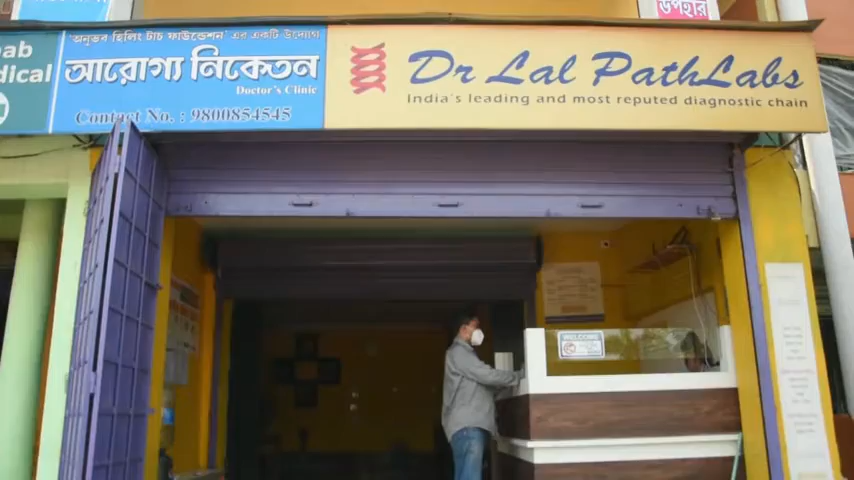 উপহার
ab
dical
"অনুভব হিলিং টাচ ফাউন্ডেশন" এর একটি উদ্যোগ
আরোগ্য নিকেতন
Doctor's Clinic
Contact No. : 9800854545
Dr Lal PathLabs
India's leading and most reputed diagnostic chain
WELCOME